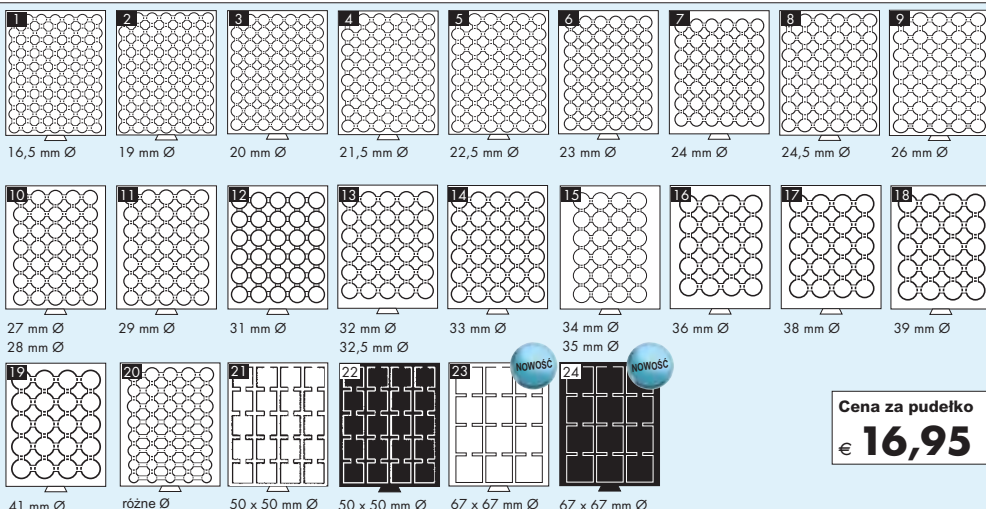 1 2 3 4 5 6 7 8 9
16,5 mm Ø 19 mm Ø 20 mm Ø 21,5 mm Ø 22,5 mm Ø 23 mm Ø 24 mm Ø 24,5 mm Ø 26 mm Ø
10 11 12 13 14 15 16 17 18
27 mm Ø 29 mm Ø 31 mm Ø 32 mm Ø 33 mm Ø 34 mm Ø 36 mm Ø 38 mm Ø 39 mm Ø
28 mm Ø 32,5 mm Ø 35 mm Ø
19 20 21 22 23 24
NOWOŚĆ NOWOŚĆ
41 mm Ø różne Ø 50 x 50 mm Ø 50 x 50 mm Ø 67 x 67 mm Ø 67 x 67 mm Ø
Cena za pudełko
€ 16,95